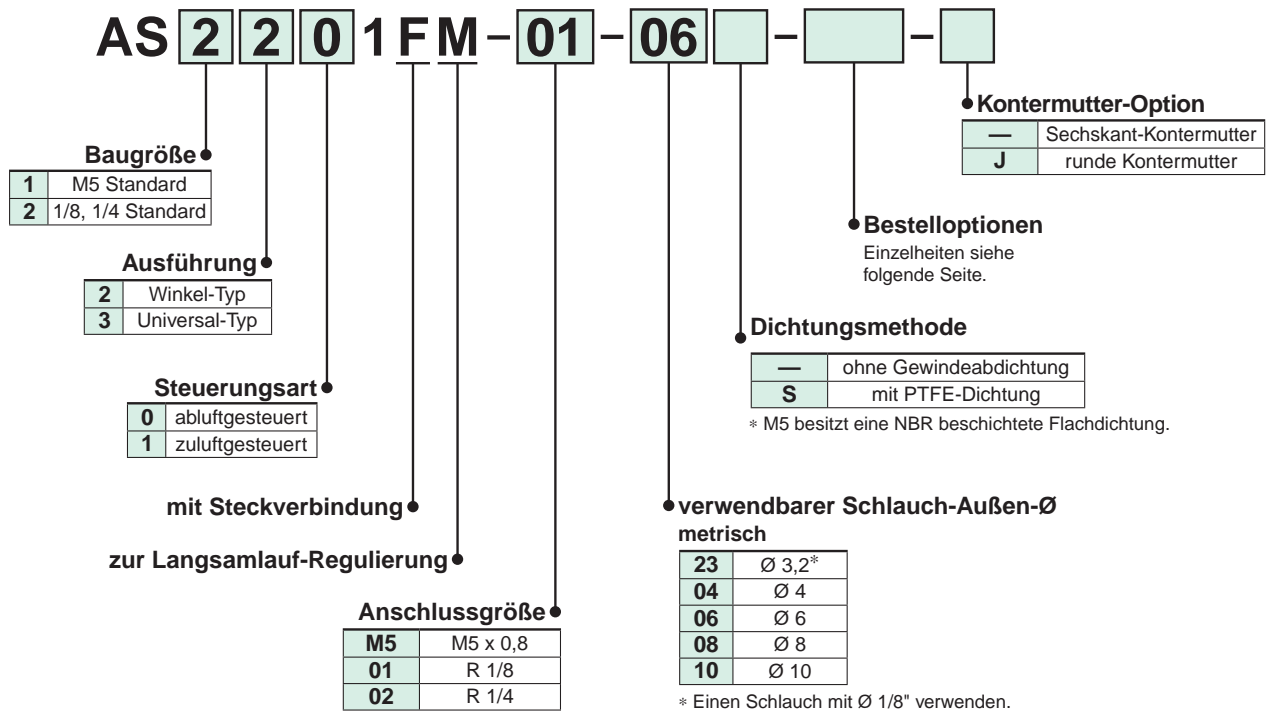 AS 2 2 0 1 F M - 01 - 06 - -
Kontermutter-Option
— Sechskant-Kontermutter
J runde Kontermutter
Baugröße
1 M5 Standard
2 1/8, 1/4 Standard
Bestelloptionen
Einzelheiten siehe
folgende Seite.
Ausführung
2 Winkel-Typ
3 Universal-Typ
Dichtungsmethode
— ohne Gewindeabdichtung
S mit PTFE-Dichtung
* M5 besitzt eine NBR beschichtete Flachdichtung.
Steuerungsart
0 abluftgesteuert
1 zuluftgesteuert
mit Steckverbindung
zur Langsamlauf-Regulierung
Anschlussgröße
M5 M5 x 0,8
01 R 1/8
02 R 1/4
verwendbarer Schlauch-Außen-Ø
metrisch
23 Ø 3,2*
04 Ø 4
06 Ø 6
08 Ø 8
10 Ø 10
* Einen Schlauch mit Ø 1/8" verwenden.